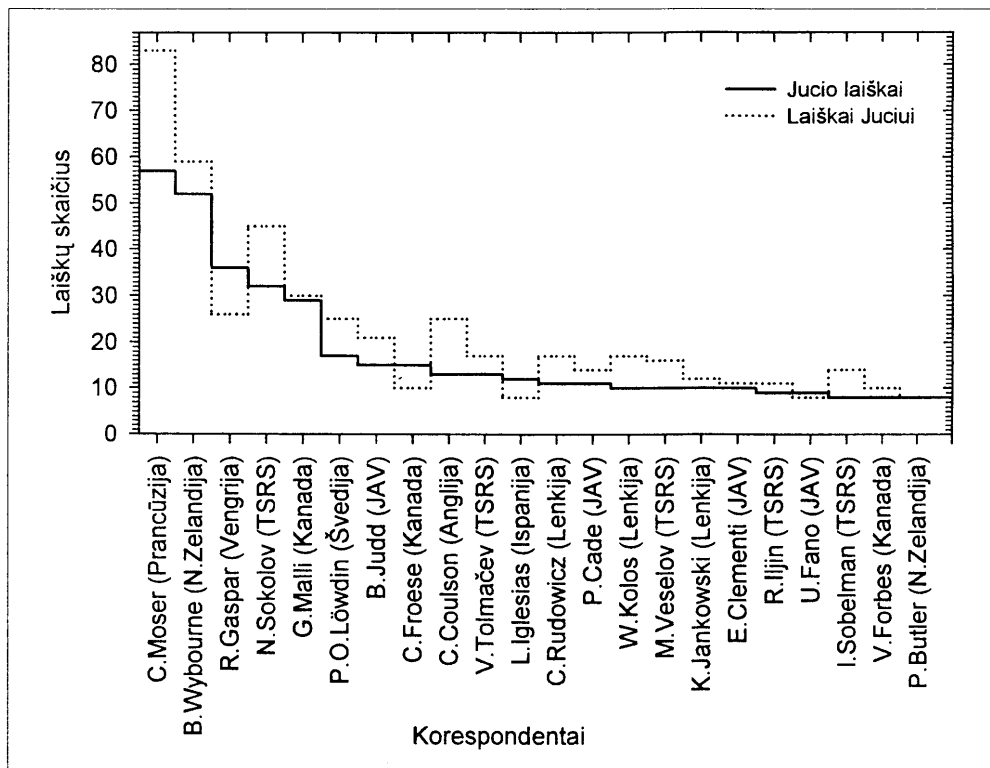 80
70
60
50
40
30
20
10
0
Laiškų skaičius
Jucio laiškai
Laiškai Juciui
C.Moser (Prancūzija)
B.Wybourne (N.Zelandija)
R.Gaspar (Vengrija)
N.Sokolov (TSRS)
G.Malli (Kanada)
P.O.Löwdin (Švedija)
B.Judd (JAV)
C.Froese (Kanada)
C.Coulson (Anglija)
V.Tolmačev (TSRS)
L.Iglesias (Ispanija)
C.Rudowicz (Lenkija)
P.Cade (JAV)
W.Kolos (Lenkija)
M.Veselov (TSRS)
K.Jankowski (Lenkija)
E.Clementi (JAV)
R.Iljin (TSRS)
U.Fano (JAV)
I.Sobelman (TSRS)
V.Forbes (Kanada)
P.Butler (N.Zelandija)
Korespondentai